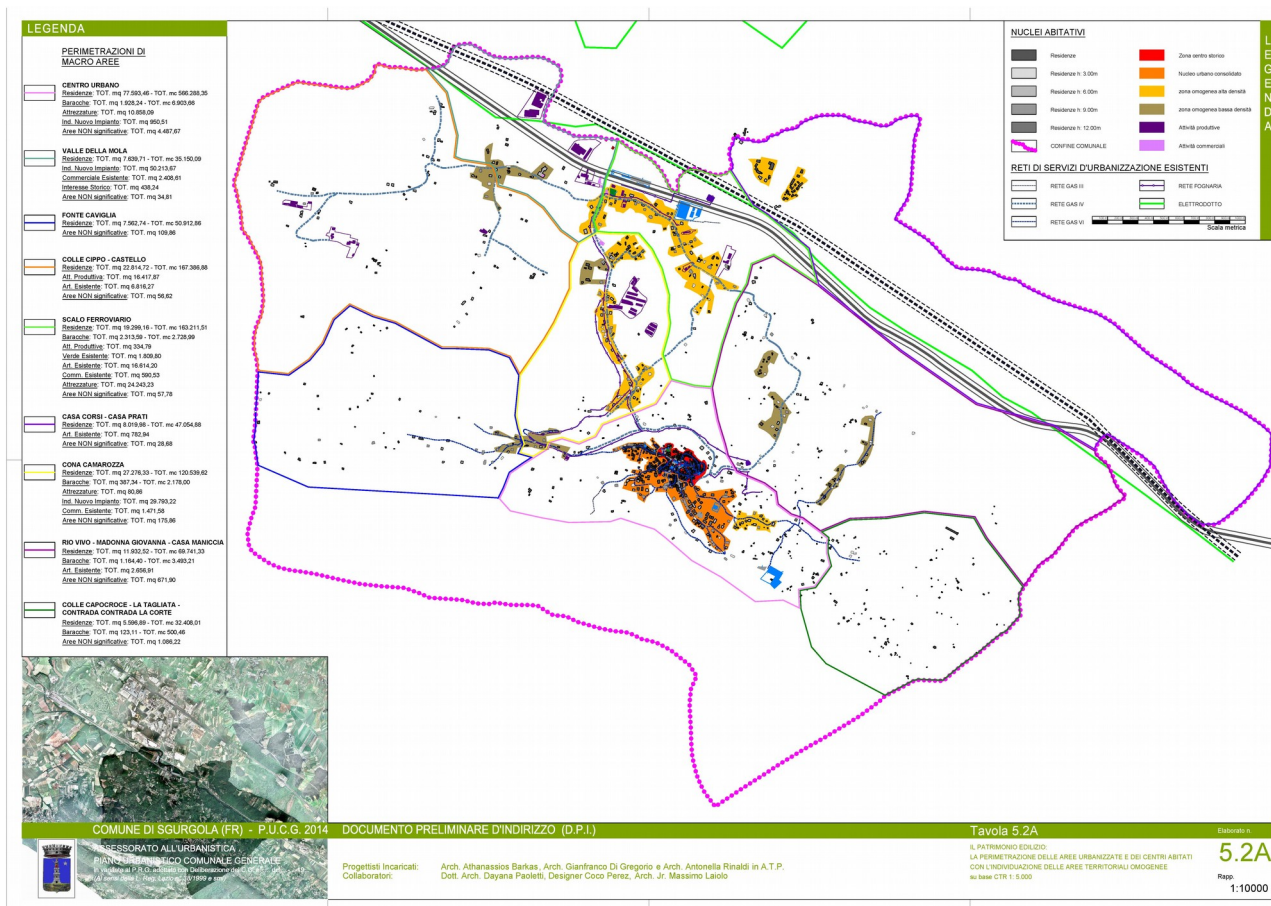 LEGENDA
PERIMETRAZIONI DI
MACRO AREE
CENTRO URBANO
Residenze: TOT. mq 77.593,46 - TOT. mc 566.288,35
Baracche: TOT. mq 1.928,24 - TOT. mc 6.903,66
Attrezzature: TOT. mq 10.858,09
Ind. Nuovo Impianto: TOT. mq 950,51
Aree NON significative: TOT. mq 4.487,67
VALLE DELLA MOLA
Residenze: TOT. mq 7.639,71 - TOT. mc 35.150,09
Ind. Nuovo Impianto: TOT. mq 50.213,67
Commerciale Esistente: TOT. mq 2.408,61
Interesse Storico: TOT. mq 438,24
Aree NON significative: TOT. mq 34,81
FONTE CAVIGLIA
Residenze: TOT. mq 7.562,74 - TOT. mc 50.912,86
Aree NON significative: TOT. mq 109,86
COLLE CIPPO - CASTELLO
Residenze: TOT. mq 22.814,72 - TOT. mc 167.386,88
Att. Produttiva: TOT. mq 16.417,87
Art. Esistente: TOT. mq 6.816,27
Aree NON significative: TOT. mq 56,62
SCALO FERROVIARIO
Residenze: TOT. mq 19.299,16 - TOT. mc 163.211,51
Baracche: TOT. mq 2.313,59 - TOT. mc 2.728,99
Att. Produttive: TOT. mq 334,79
Verde Esistente: TOT. mq 1.809,80
Art. Esistente: TOT. mq 16.614,20
Comm. Esistente: TOT. mq 590,53
Attrezzature: TOT. mq 24.243,23
Aree NON significative: TOT. mq 57,78
CASA CORSI - CASA PRATI
Residenze: TOT. mq 8.019,98 - TOT. mc 47.054,68
Art. Esistente: TOT. mq 782,94
Aree NON significative: TOT. mq 28,68
CONA CAMAROZZA
Residenze: TOT. mq 27.276,33 - TOT. mc 120.539,62
Baracche: TOT. mq 387,34 - TOT. mc 2.178,00
Attrezzature: TOT. mq 80,86
Ind. Nuovo Impianto: TOT. mq 29.793,22
Comm. Esistente: TOT. mq 1.471,58
Aree NON significative: TOT. mq 175,86
RIO VIVO - MADONNA GIOVANNA - CASA MANICCIA
Residenze: TOT. mq 11.932,52 - TOT. mc 69.741,33
Baracche: TOT. mq 1.164,40 - TOT. mc 3.493,21
Art. Esistente: TOT. mq 2.656,91
Aree NON significative: TOT. mq 671,90
COLLE CAPOCROCE - LA TAGLIATA -
CONTRADA CONTRADA LA CORTE
Residenze: TOT. mq 5.596,89 - TOT. mc 32.408,01
Baracche: TOT. mq 123,11 - TOT. mc 500,46
Aree NON significative: TOT. mq 1.086,22
NUCLEI ABITATIVI
Residenze
Residenze h: 3.00m
Residenze h: 6.00m
Residenze h: 9.00m
Residenze h: 12.00m
CONFINE COMUNALE
Zona centro storico
Nucleo urbano consolidato
zona omogenea alta densità
zona omogenea bassa densità
Attività produttive
Attività commerciali
RETI DI SERVIZI D'URBANIZZAZIONE ESISTENTI
RETE GAS III
RETE GAS IV
RETE GAS VI
RETE FOGNARIA
ELETTRODOTTO
Scala metrica
LEGENDA
COMUNE DI SGURGOLA (FR) - P.U.C.G. 2014
ASSESSORATO ALL'URBANISTICA
PIANO URBANISTICO COMUNALE GENERALE
DOCUMENTO PRELIMINARE D'INDIRIZZO (D.P.I.)
Progettisti Incaricati: Arch. Athanassios Barkas, Arch. Gianfranco Di Gregorio e Arch. Antonella Rinaldi in A.T.P.
Collaboratori: Dott. Arch. Dayana Paoletti, Designer Coco Perez, Arch. Jr. Massimo Laiolo
Tavola 5.2A
IL PATRIMONIO EDILIZIO:
LA PERIMETRAZIONE DELLE AREE URBANIZZATE E DEI CENTRI ABITATI
CON L'INDIVIDUAZIONE DELLE AREE TERRITORIALI OMOGENEE
su base CTR 1: 5.000
Elaborato n.
5.2A
Rapp.
1:10000